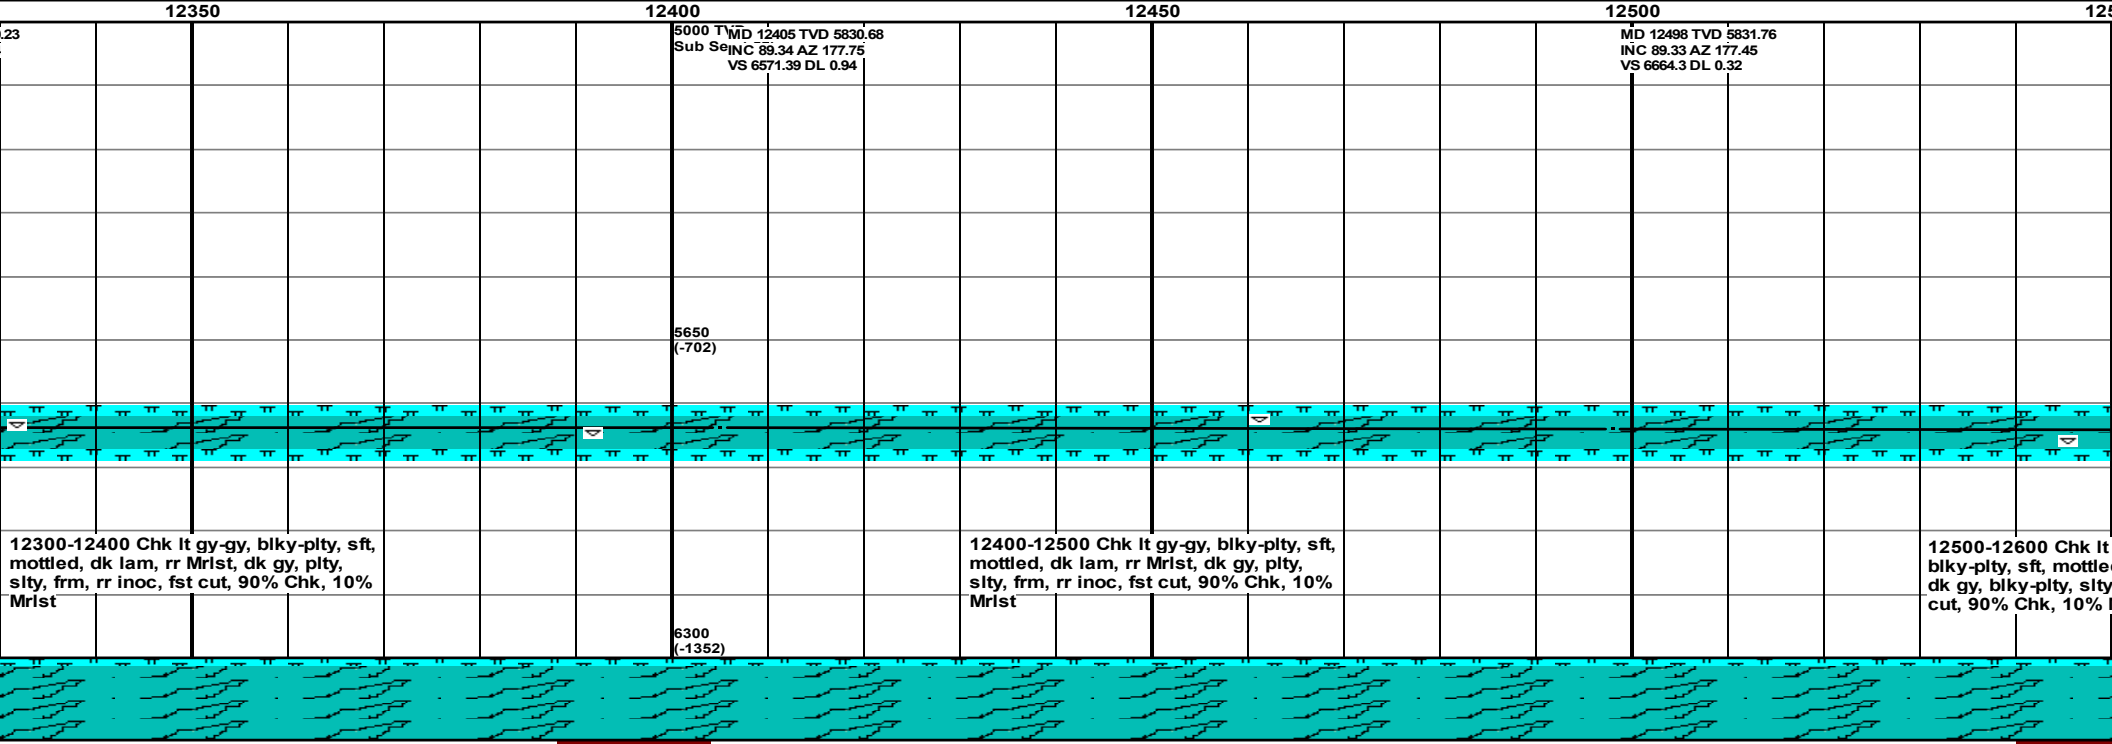 12350 12400 12450 12500
.23
5000
Sub
MD 12405 TVD 5830.68
INC 89.34 AZ 177.75
VS 6571.39 DL 0.94
MD 12498 TVD 5831.76
INC 89.33 AZ 177.45
VS 6664.3 DL 0.32
5650
(-702)
12300-12400 Chk lt gy-gy, blky-plty, sft,
mottled, dk lam, rr Mrlst, dk gy, plty,
slty, frm, rr inoc, fst cut, 90% Chk, 10%
Mrlst
12400-12500 Chk lt gy-gy, blky-plty, sft,
mottled, dk lam, rr Mrlst, dk gy, plty,
slty, frm, rr inoc, fst cut, 90% Chk, 10%
Mrlst
12500-12600 Chk lt
blky-plty, sft,
dk gy, blky-plty, slty
cut, 90% Chk, 10%
6300
(-1352)